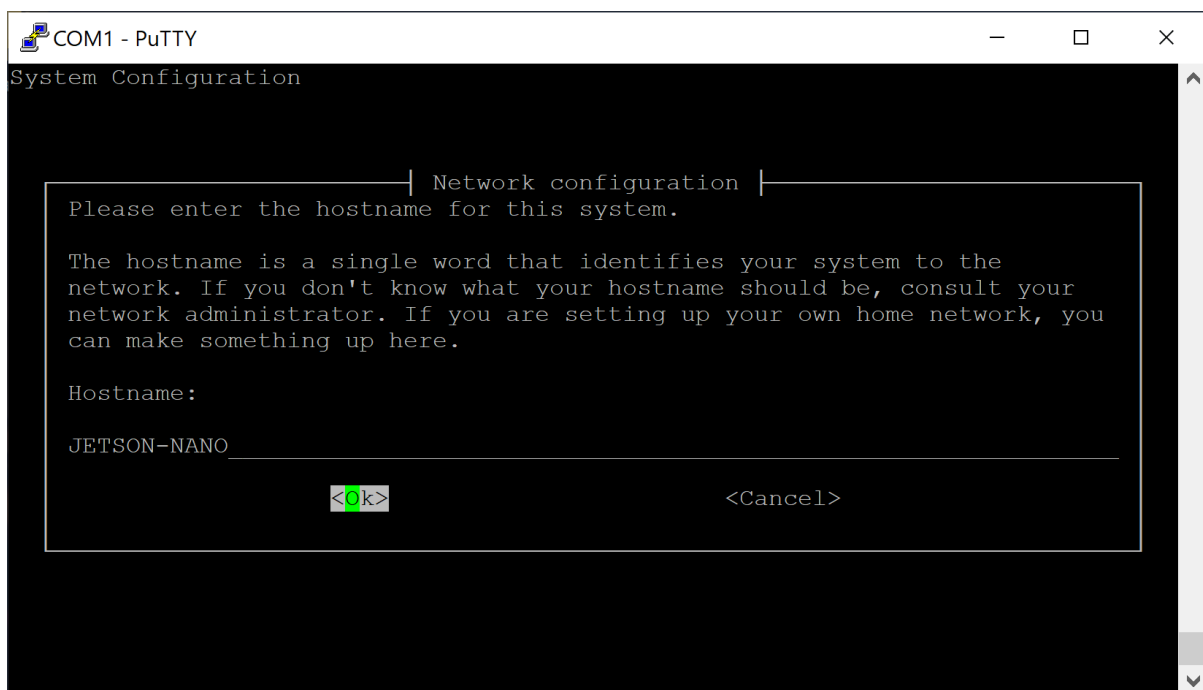 COM1 - PuTTY
System Configuration
Network configuration
Please enter the hostname for this system.
The hostname is a single word that identifies your system to the
network. If you don't know what your hostname should be, consult your
network administrator. If you are setting up your own home network, you
can make something up here.
Hostname:
JETSON-NANO
<Ok> <Cancel>